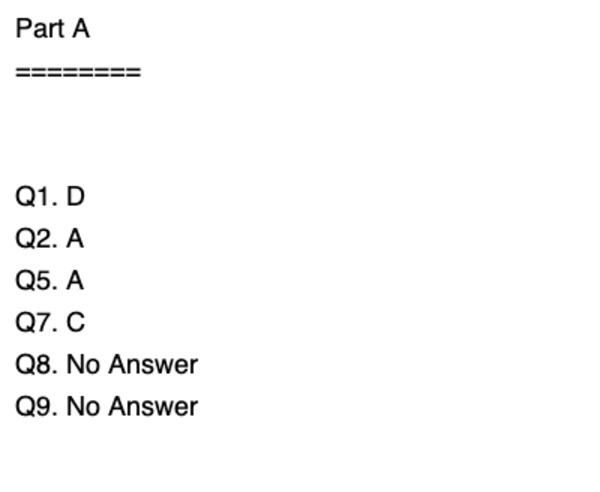 Part A
========
Q1. D
Q2. A
Q5. A
Q7. C
Q8. No Answer
Q9. No Answer